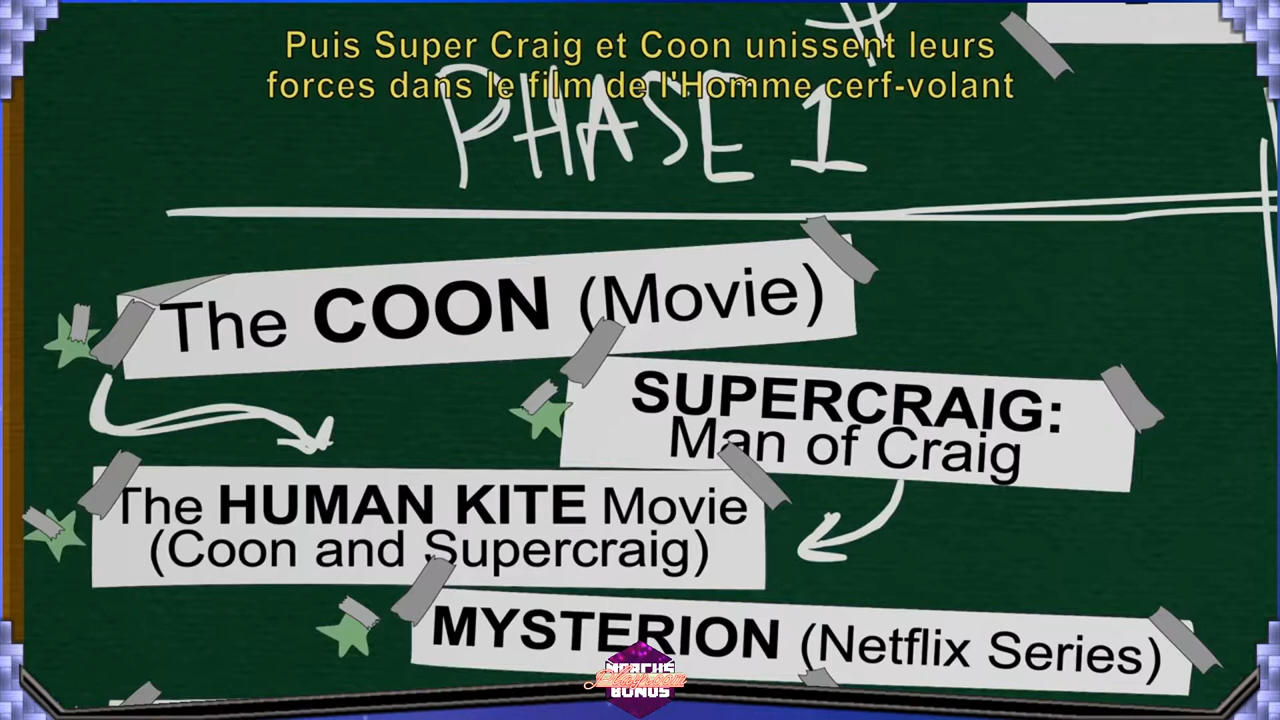 Puis Super Craig et Coon unissent leurs
forces dans le film de l'Homme cerf-volant
PHASE 1
The COON (Movie)
SUPERCRAIG:
Man of Craig
The HUMAN KITE Movie
(Coon and Supercraig)
MYSTERION (Netflix Series)
BONUS